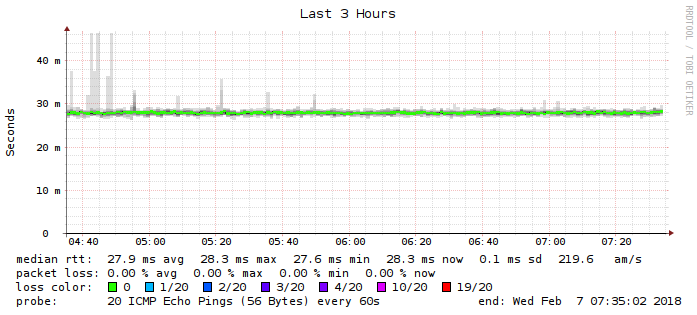 Last 3 Hours
RRDTOOL / TOBI OETIKER
Seconds
40 m
30 m
20 m
10 m
0
04:40 05:00 05:20 05:40 06:00 06:20 06:40 07:00 07:20
median rtt: 27.9 ms avg 28.3 ms max 27.6 ms min 28.3 ms now 0.1 ms sd 219.6 am/s
packet loss: 0.00 % avg 0.00 % max 0.00 % min 0.00 % now
loss color: 0 1/20 2/20 3/20 4/20 10/20 19/20
probe: 20 ICMP Echo Pings (56 Bytes) every 60s end: Wed Feb 7 07:35:02 2018